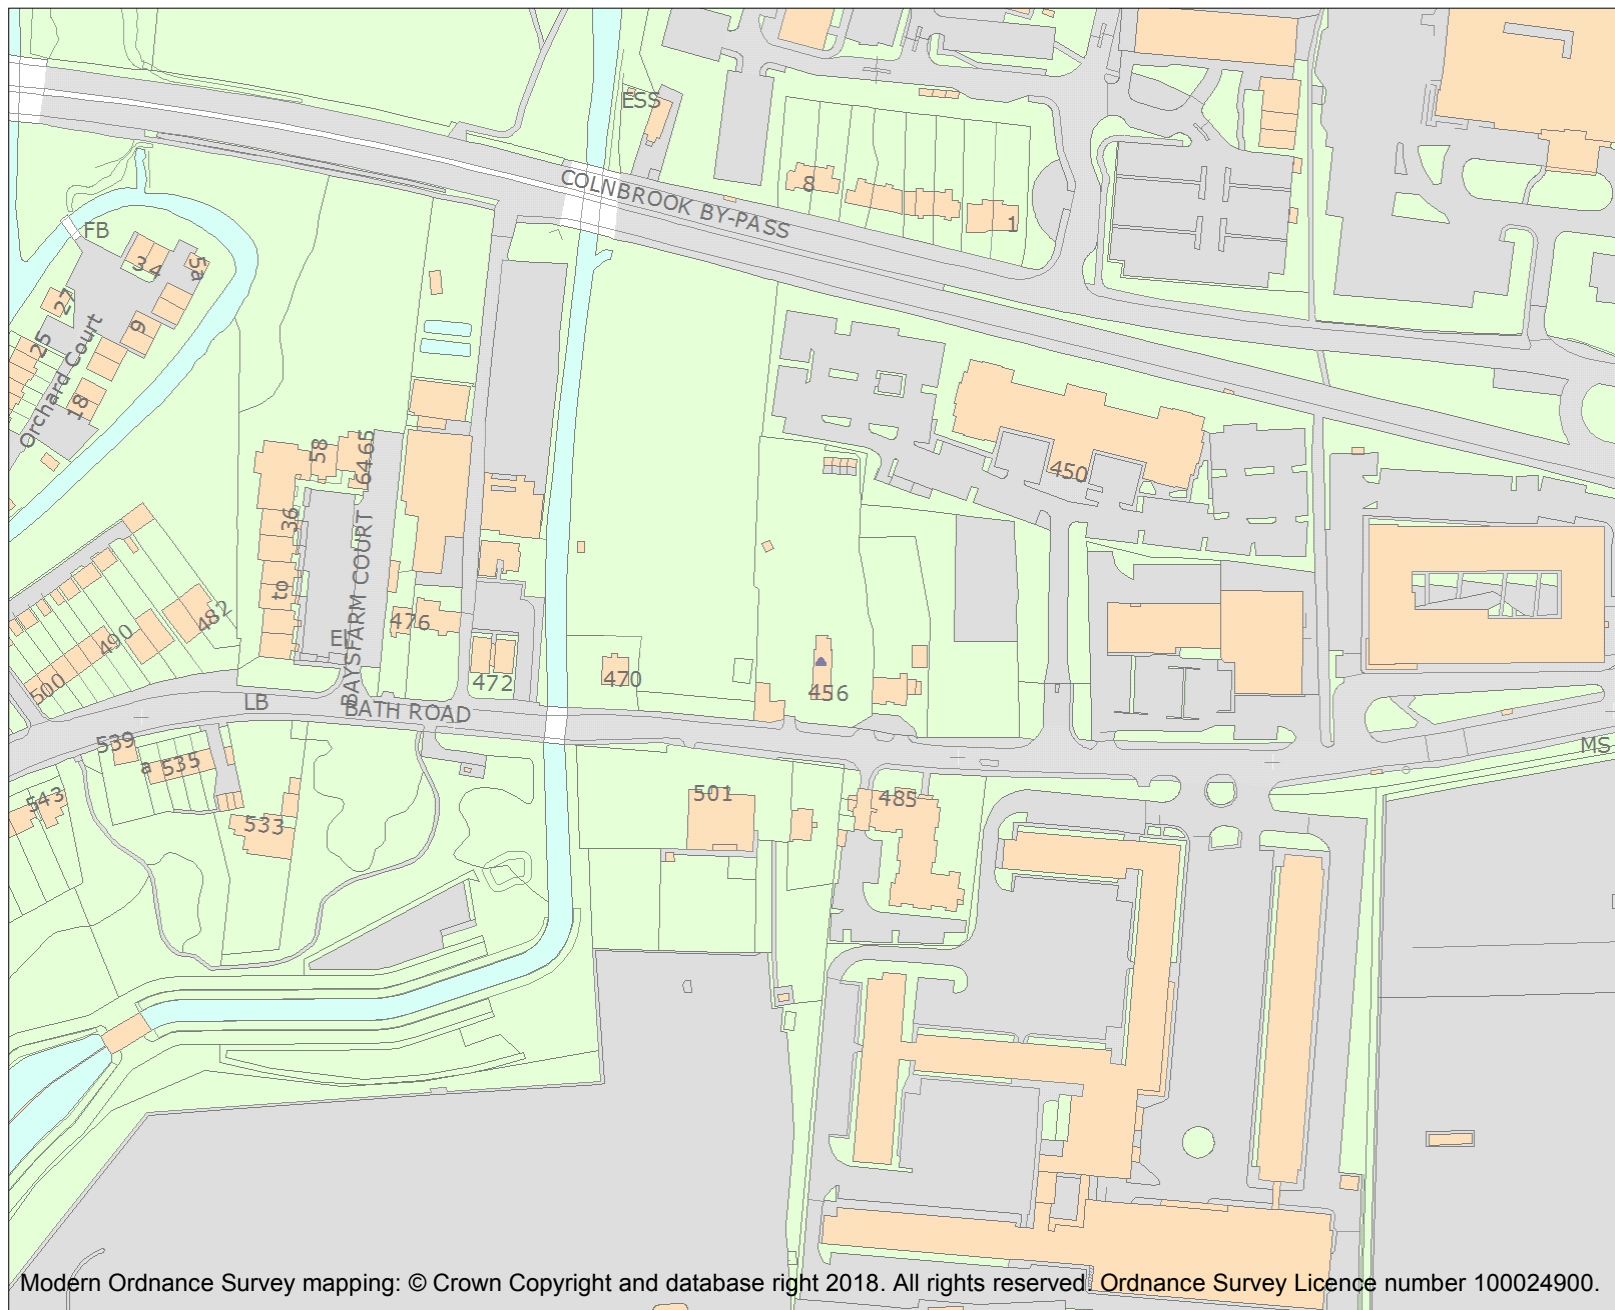 ESS
COLNBROOK BY-PASS
8
1
FB
34
5a
27
25
9
Orchard Court
18
58
6465
36
450
to
BAYSFARM COURT
El
476
482
490
500
472
470
456
LB
BATH ROAD
539
a 535
MS
543
533
501
485
Modern Ordnance Survey mapping: © Crown Copyright and database right 2018. All rights reserved. Ordnance Survey Licence number 100024900.